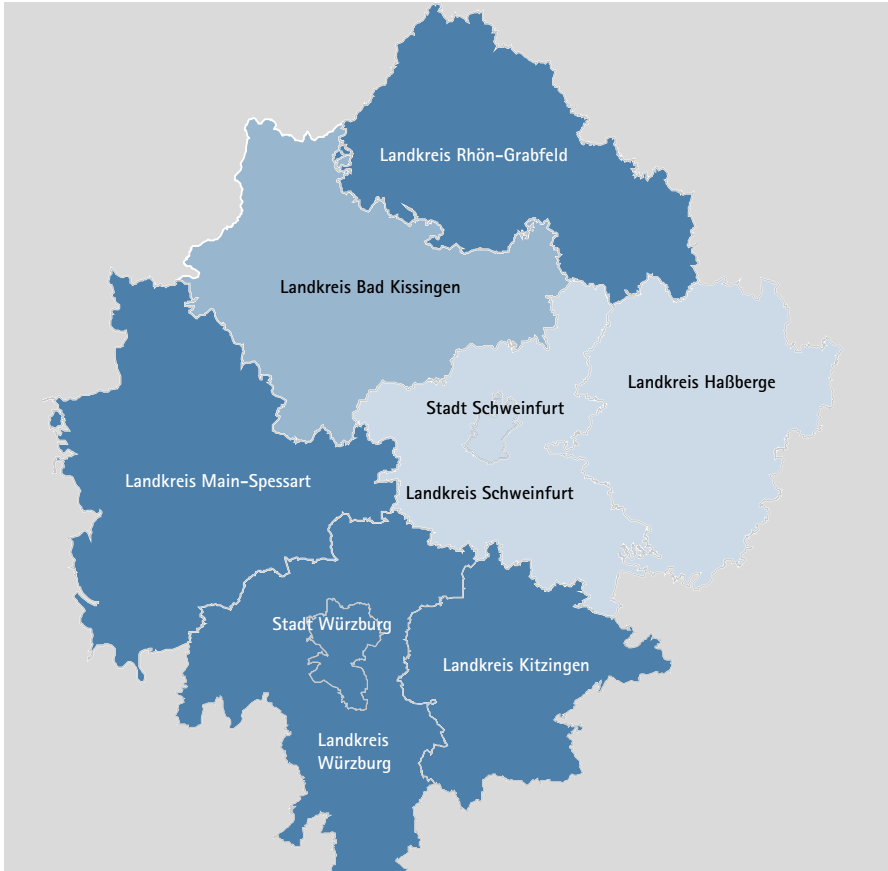 Landkreis Rhön-Grabfeld
Landkreis Bad Kissingen
Landkreis Haßberge
Stadt Schweinfurt
Landkreis Main-Spessart
Landkreis Schweinfurt
Stadt Würzburg
Landkreis Kitzingen
Landkreis
Würzburg